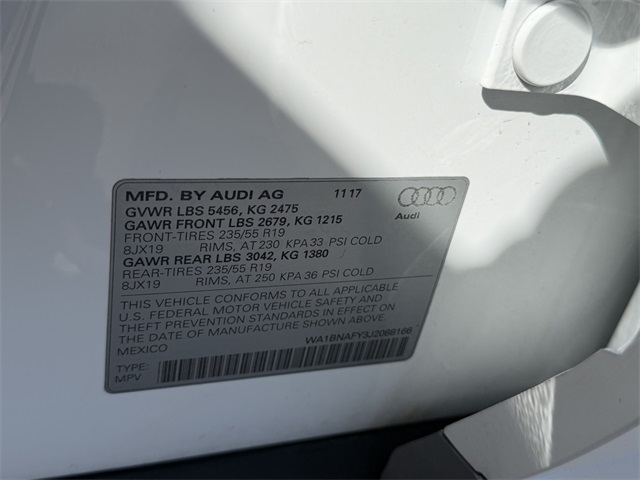 MFD. BY AUDI AG 11 17
GVWR LBS 5456, KG 2475
GAWR FRONT LBS 2679, KG 1215
FRONT-TIRES 235/55 R19
8JX19 RIMS, AT 230 KPA 33 PSI COLD
GAWR REAR LBS 3042, KG 1380
REAR-TIRES 235/55 R19
8JX19 RIMS, AT 250 KPA 36 PSI COLD
Audi
THIS VEHICLE CONFORMS TO ALL APPLICABLE
U.S. FEDERAL MOTOR VEHICLE SAFETY AND
THEFT PREVENTION STANDARDS IN EFFECT ON
THE DATE OF MANUFACTURE SHOWN ABOVE
MEXICO
WA1BNAFY3J2088166
TYPE:
MPV